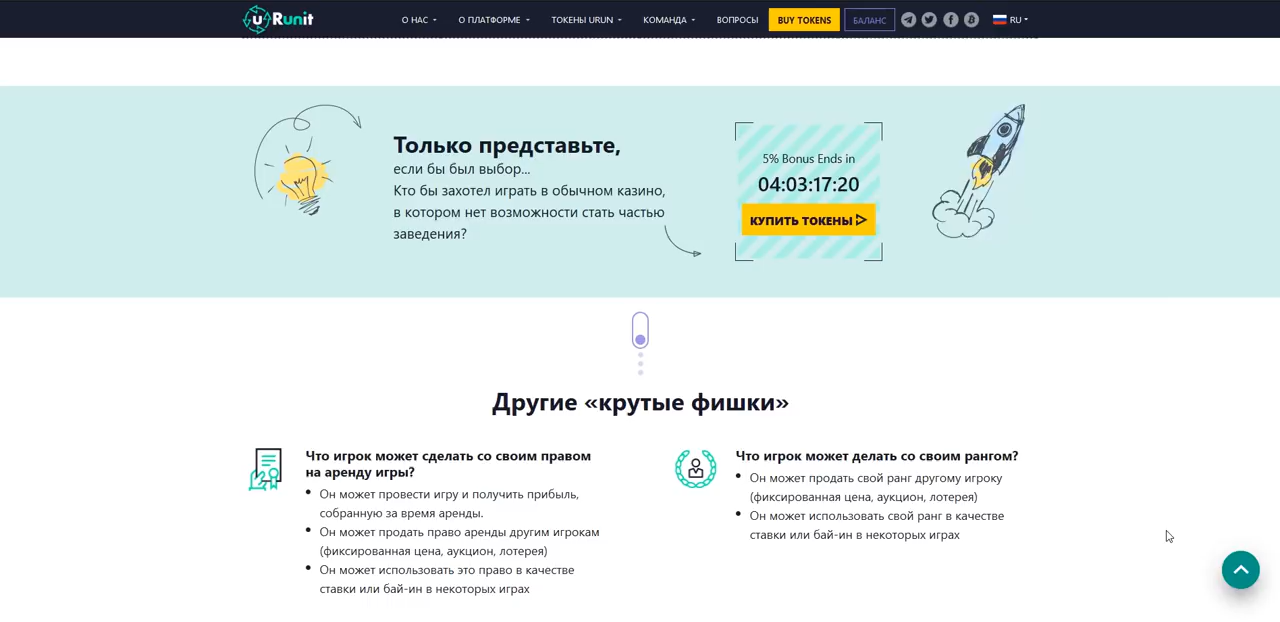 uRunit
О НАС
О ПЛАТФОРМЕ
ТОКЕНЫ URUN
КОМАНДА
ВОПРОСЫ
BUY TOKENS
БАЛАНС
RU
Только представьте,
если бы был выбор...
Кто бы захотел играть в обычном казино,
в котором нет возможности стать частью
заведения?
5% Bonus Ends in
04:03:17:20
КУПИТЬ ТОКЕНЫ
Другие «крутые фишки»
Что игрок может сделать со своим правом
на аренду игры?
Он может провести игру и получить прибыль,
собранную за время аренды.
Он может продать право аренды другим игрокам
(фиксированная цена, аукцион, лотерея)
Он может использовать это право в качестве
ставки или бай-ин в некоторых играх
Что игрок может делать со своим рангом?
Он может продать свой ранг другому игроку
(фиксированная цена, аукцион, лотерея)
Он может использовать свой ранг в качестве
ставки или бай-ин в некоторых играх